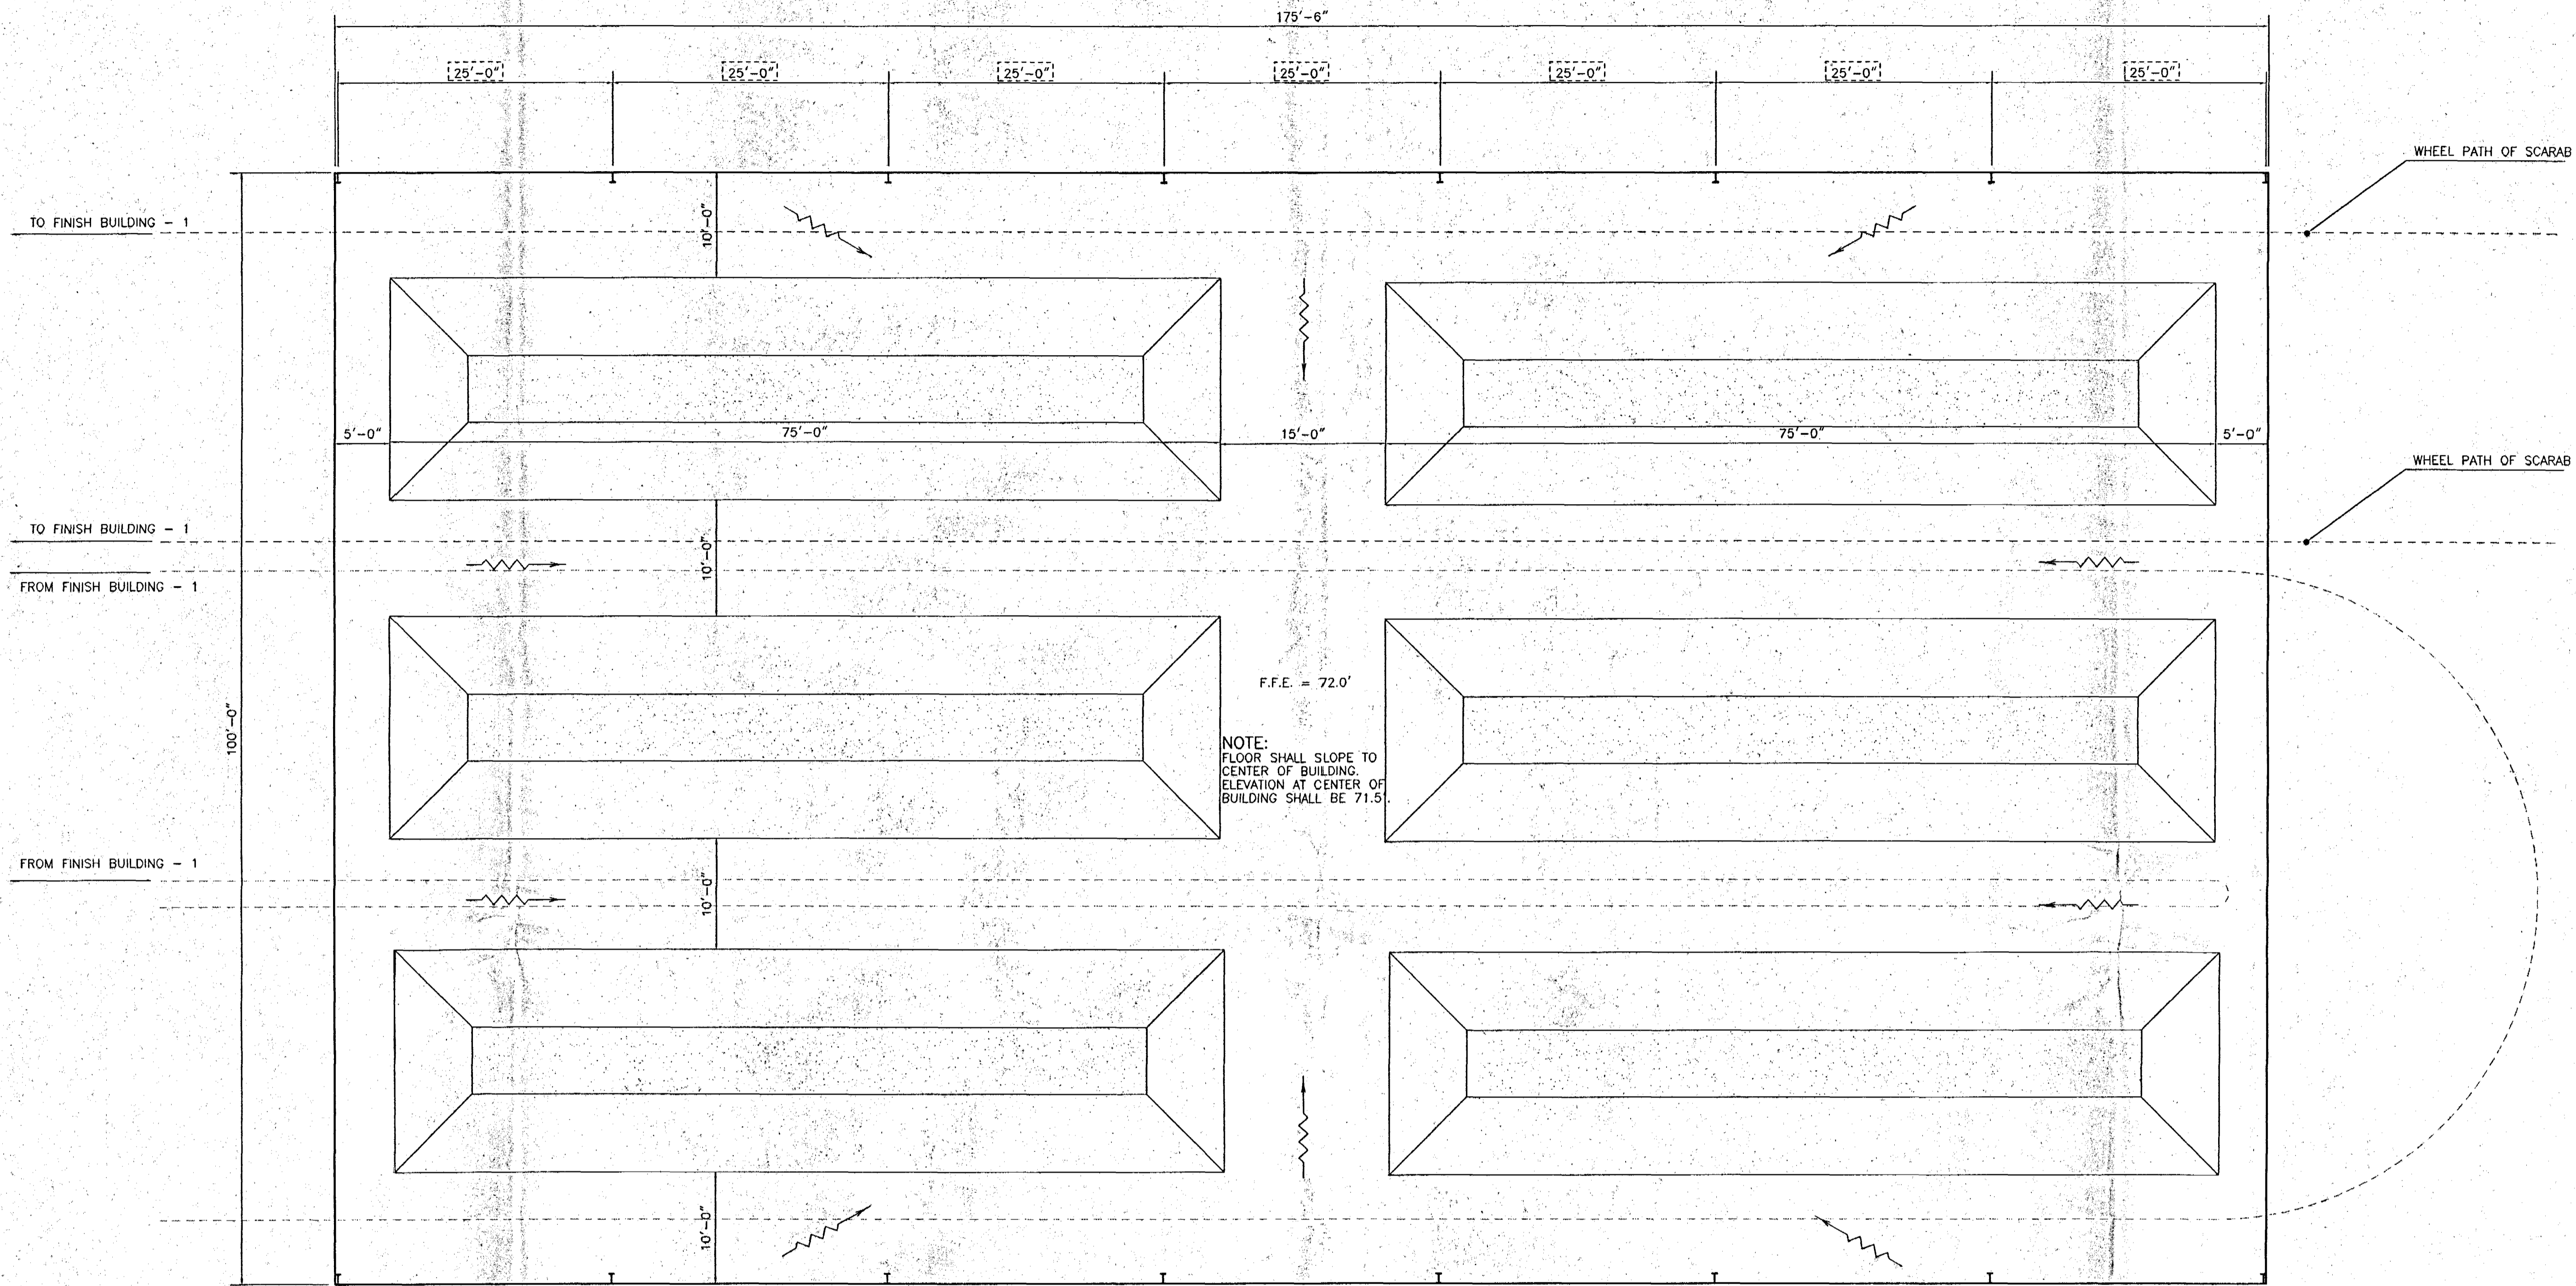 175'-6"
25'-0" 25'-0" 25'-0" 25'-0" 25'-0" 25'-0" 25'-0"
WHEEL PATH OF SCARAB
TO FINISH BUILDING - 1
10'-0"
5'-0" 75'-0" 15'-0" 75'-0" 5'-0"
WHEEL PATH OF SCARAB
TO FINISH BUILDING - 1
10'-0"
FROM FINISH BUILDING - 1
F.F.E. = 72.0'
100'-0"
NOTE:
FLOOR SHALL SLOPE TO
CENTER OF BUILDING.
ELEVATION AT CENTER OF
BUILDING SHALL BE 71.5'.
FROM FINISH BUILDING - 1
10'-0"
10'-0"